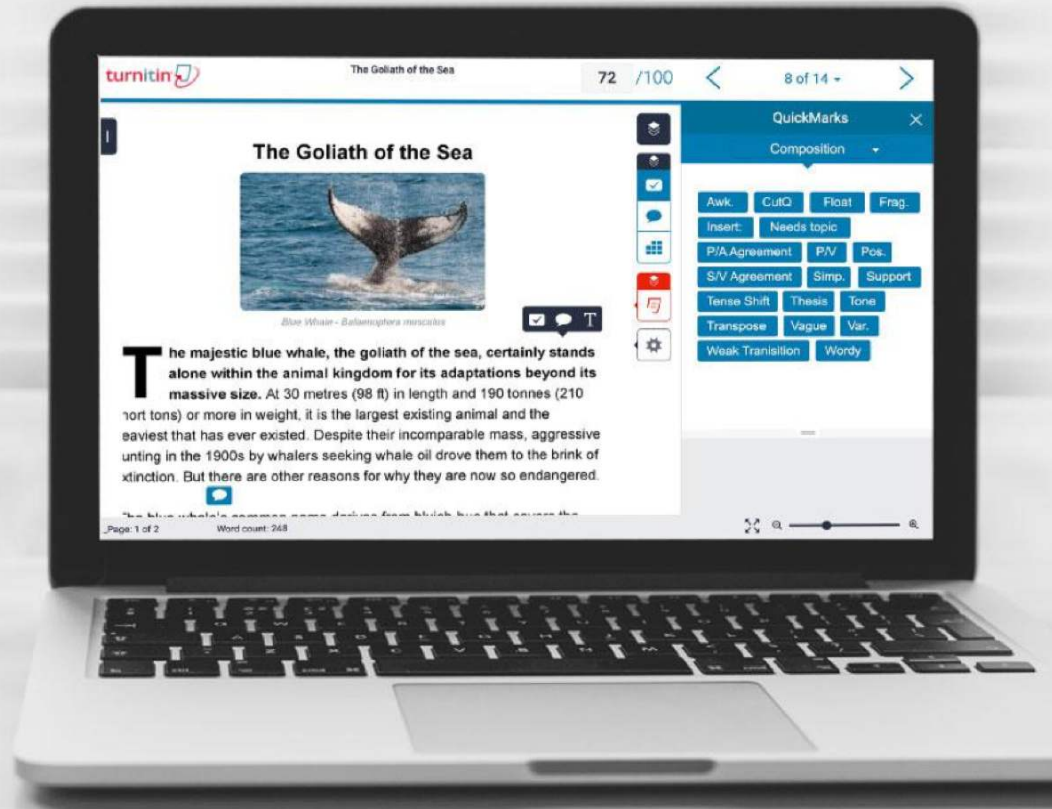 turnitin
The Goliath of the Sea
72 /100
8 of 14
QuickMarks
Composition
The Goliath of the Sea
Awk. CutQ Float Frag.
Insert: Needs topic
P/A Agreement P/V Pos.
S/V Agreement Simp. Support
Tense Shift Thesis Tone
Transpose Vague Var.
Weak Tranisition Wordy
Blue Whale - Balaenoptera musculus
T
The majestic blue whale, the goliath of the sea, certainly stands
alone within the animal kingdom for its adaptations beyond its
massive size. At 30 metres (98 ft) in length and 190 tonnes (210
hort tons) or more in weight, it is the largest existing animal and the
eaviest that has ever existed. Despite their incomparable mass, aggressive
unting in the 1900s by whalers seeking whale oil drove them to the brink of
xtinction. But there are other reasons for why they are now so endangered.
Page: 1 of 2 Word count: 248